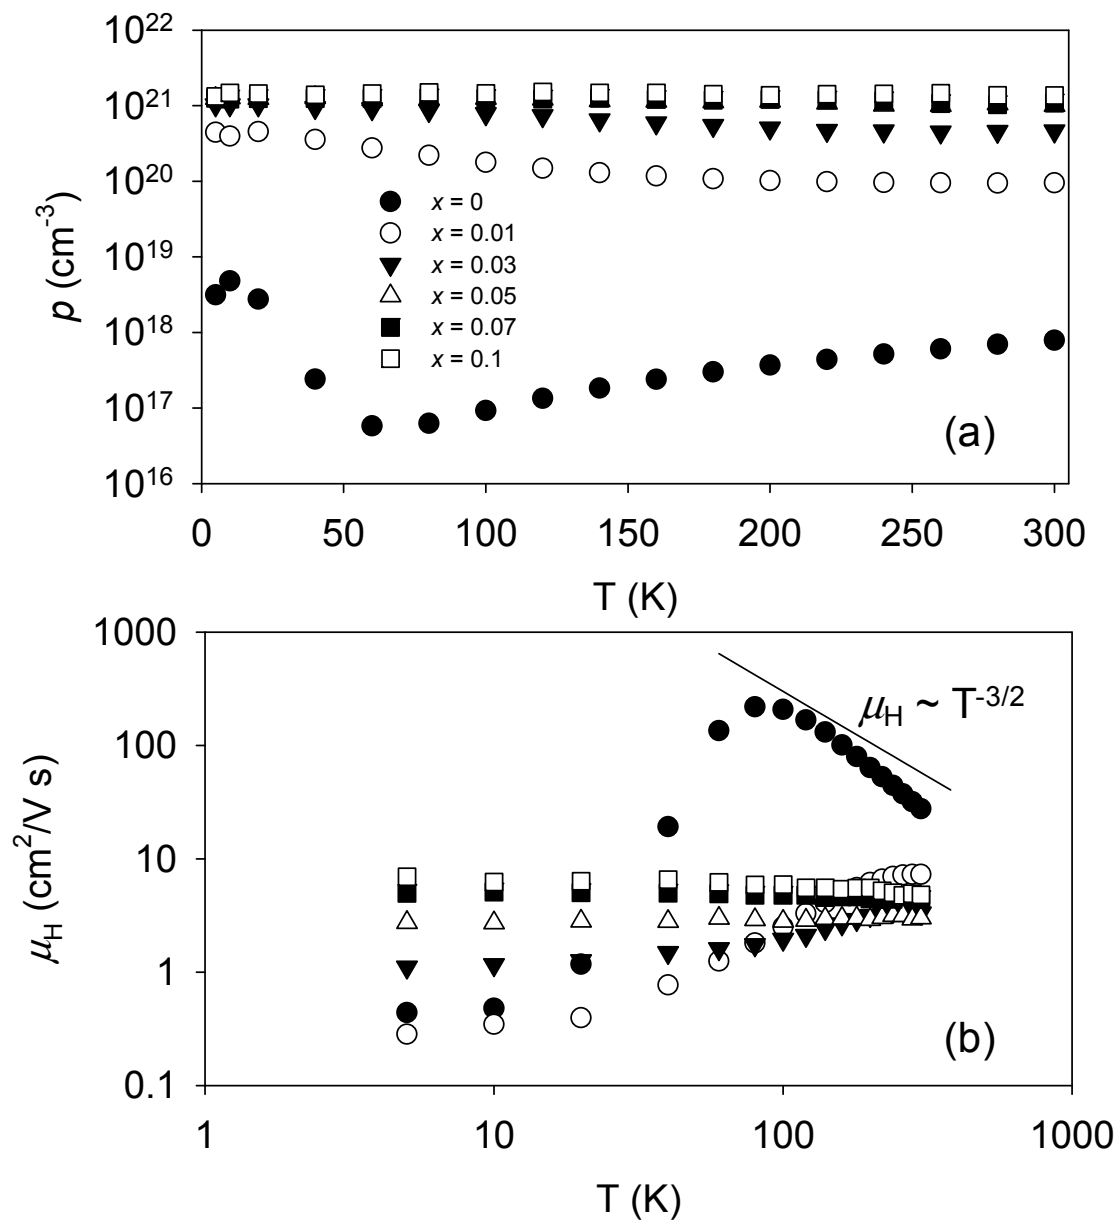 10^22
10^21
10^20
10^19
10^18
10^17
10^16
p (cm^-3)
x = 0
x = 0.01
x = 0.03
x = 0.05
x = 0.07
x = 0.1
(a)
0 50 100 150 200 250 300
T (K)
1000
100
10
1
0.1
μ_H (cm^2/V s)
μ_H ~ T^-3/2
(b)
1 10 100 1000
T (K)